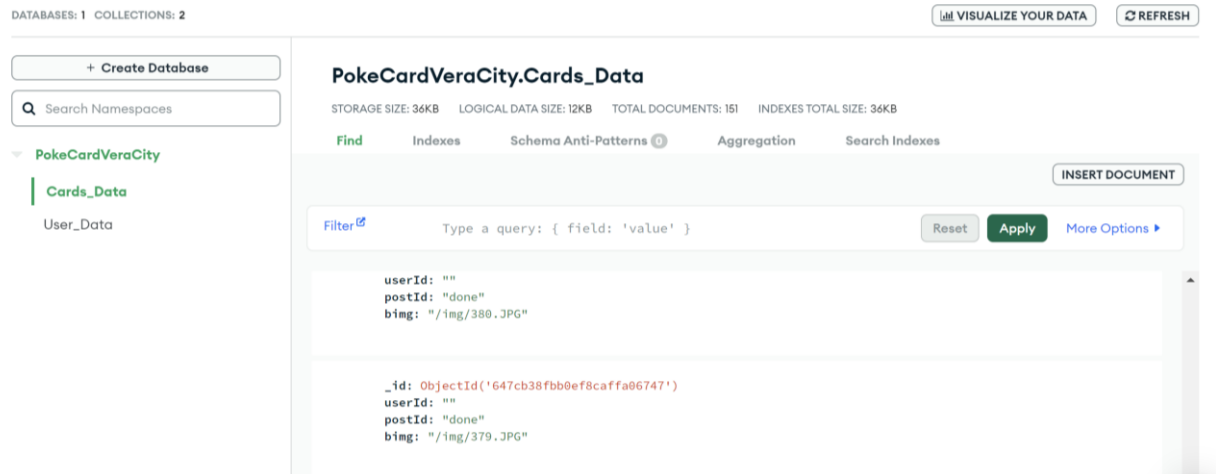 DATABASES: 1 COLLECTIONS: 2
VISUALIZE YOUR DATA
REFRESH
+ Create Database
Search Namespaces
PokeCardVeraCity
Cards_Data
User_Data
PokeCardVeraCity.Cards_Data
STORAGE SIZE: 36KB LOGICAL DATA SIZE: 12KB TOTAL DOCUMENTS: 151 INDEXES TOTAL SIZE: 36KB
Find Indexes Schema Anti-Patterns 0 Aggregation Search Indexes
INSERT DOCUMENT
Filter Type a query: { field: 'value' } Reset Apply More Options
userId: ""
postId: "done"
bimg: "/img/380.JPG"
_id: ObjectId('647cb38fbb0ef8caffa06747')
userId: ""
postId: "done"
bimg: "/img/379.JPG"